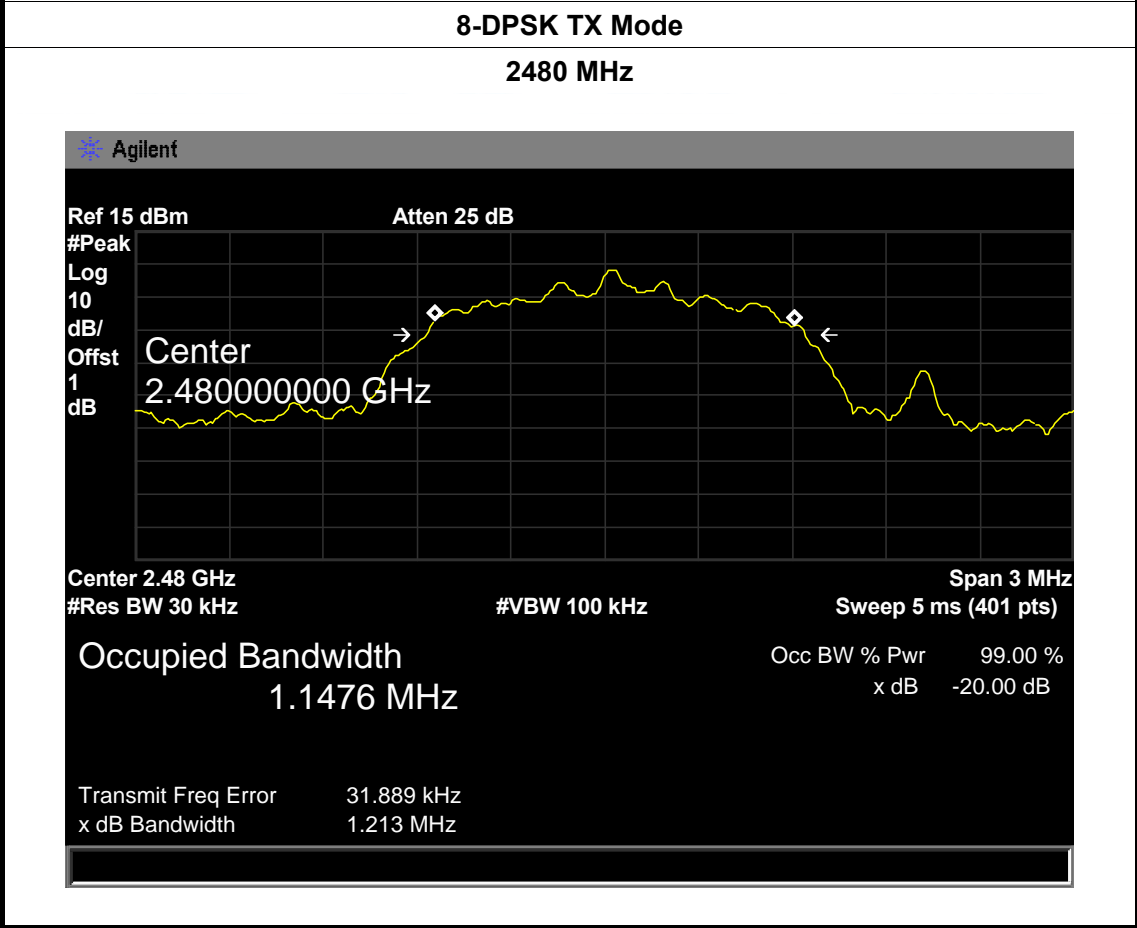 8-DPSK TX Mode
2480 MHz
Agilent
Ref 15 dBm Atten 25 dB
#Peak
Log
10
dB/
Offst
1
dB
Center
2.480000000 GHz
Center 2.48 GHz Span 3 MHz
#Res BW 30 kHz #VBW 100 kHz Sweep 5 ms (401 pts)
Occupied Bandwidth Occ BW % Pwr 99.00 %
1.1476 MHz x dB -20.00 dB
Transmit Freq Error 31.889 kHz
x dB Bandwidth 1.213 MHz